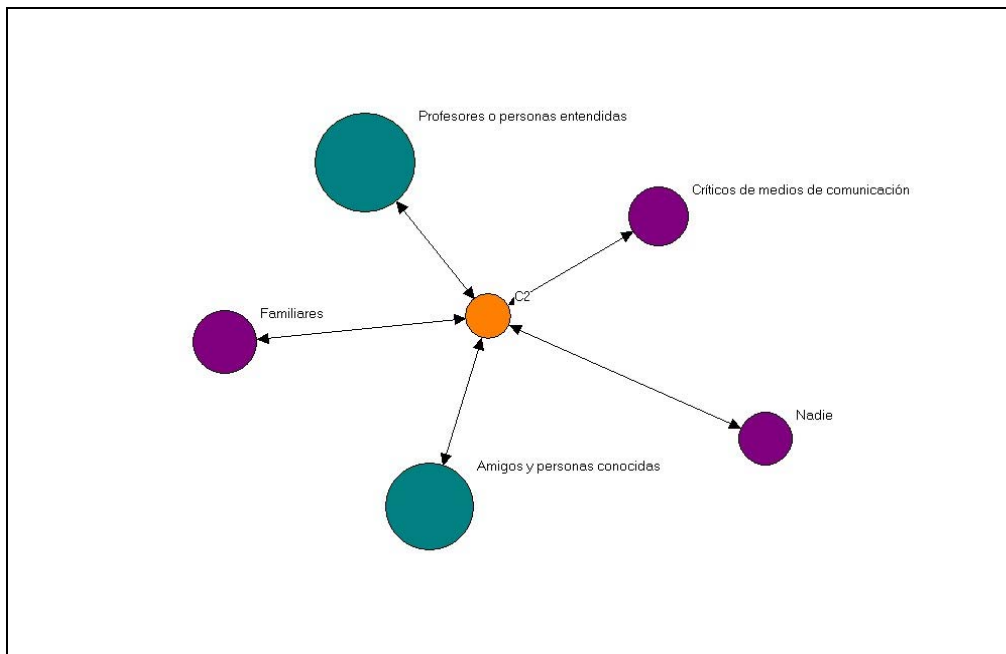 Profesores o personas entendidas
Críticos de medios de comunicación
C2
Familiares
Nadie
Amigos y personas conocidas